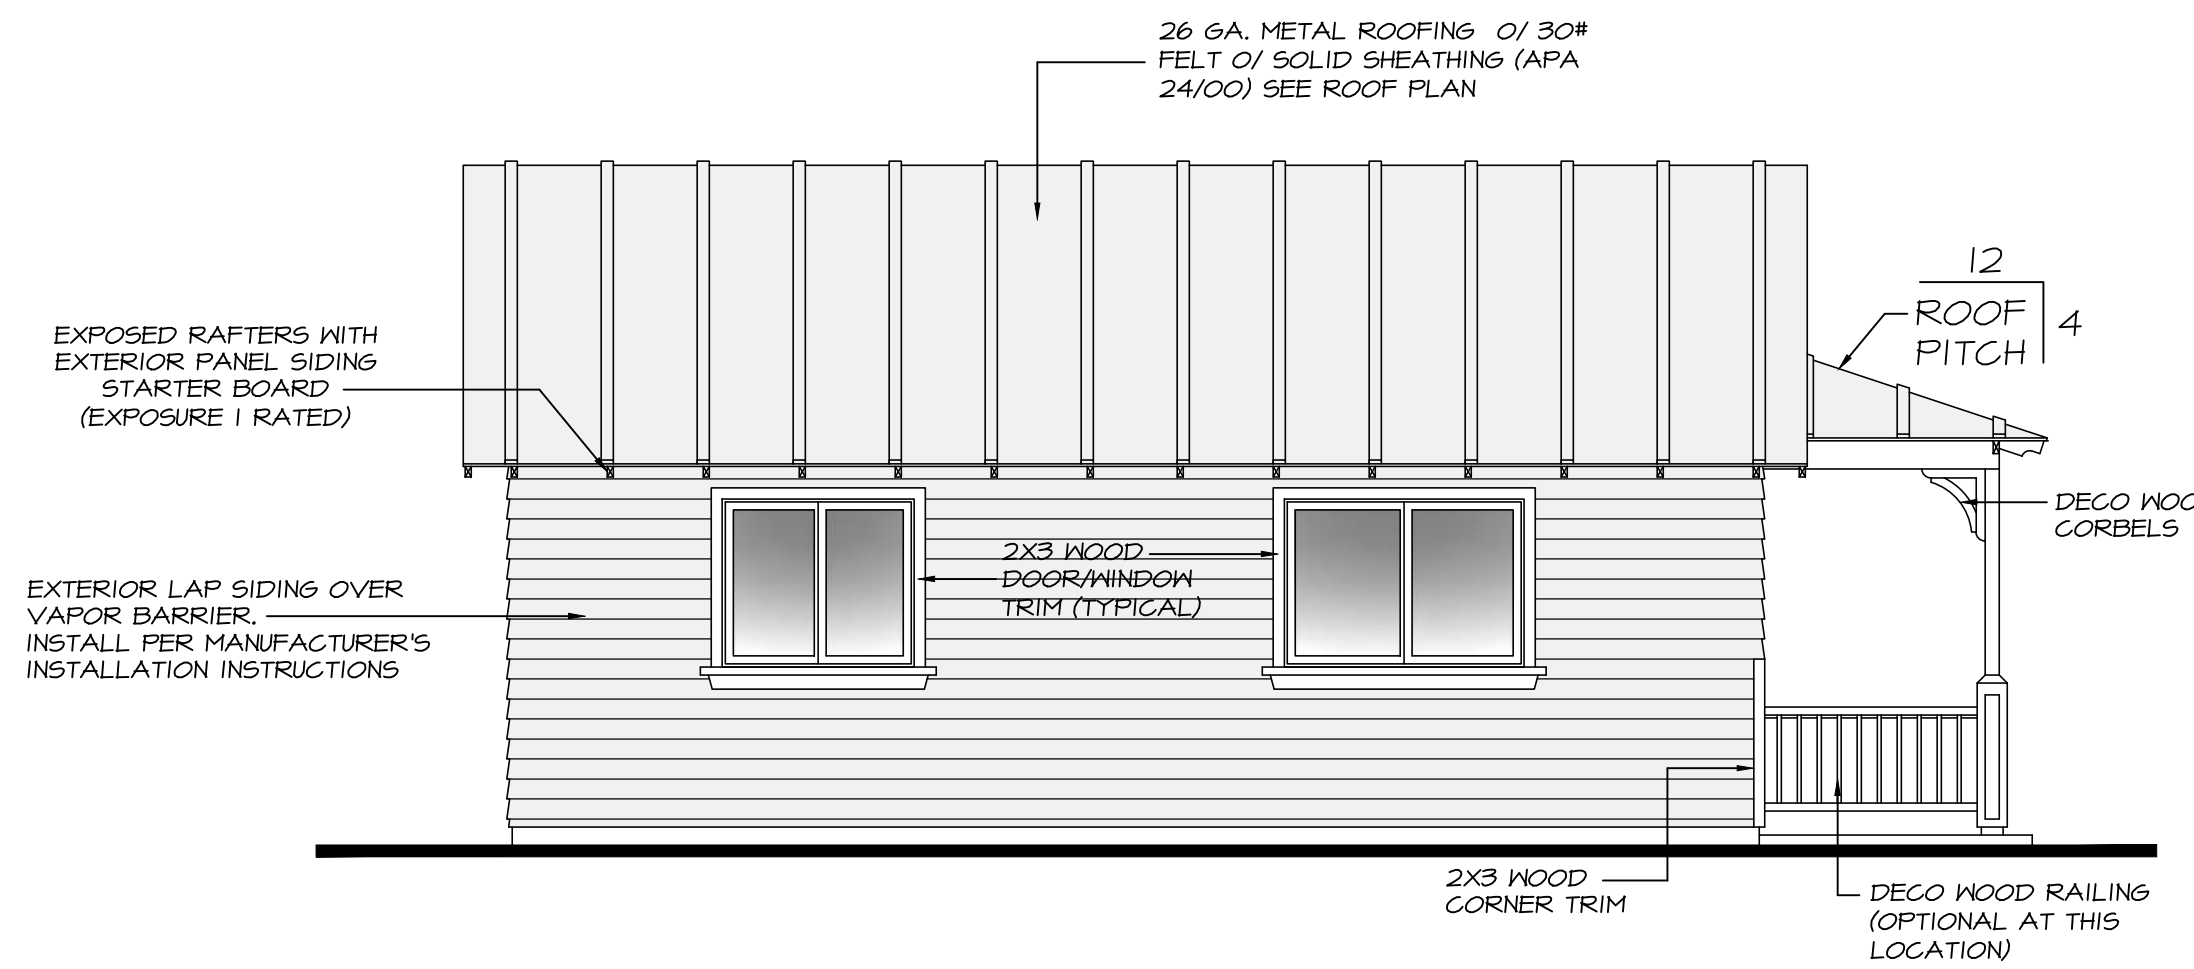 26 GA. METAL ROOFING O/ 30#
FELT O/ SOLID SHEATHING (APA
24/00) SEE ROOF PLAN
12
ROOF
PITCH
4
EXPOSED RAFTERS WITH
EXTERIOR PANEL SIDING
STARTER BOARD
(EXPOSURE 1 RATED)
DECO
CORBELS
2X3 WOOD
DOOR/WINDOW
TRIM (TYPICAL)
EXTERIOR LAP SIDING OVER
VAPOR BARRIER.
INSTALL PER MANUFACTURER'S
INSTALLATION INSTRUCTIONS
2X3 WOOD
CORNER TRIM
DECO WOOD RAILING
(OPTIONAL AT THIS
LOCATION)